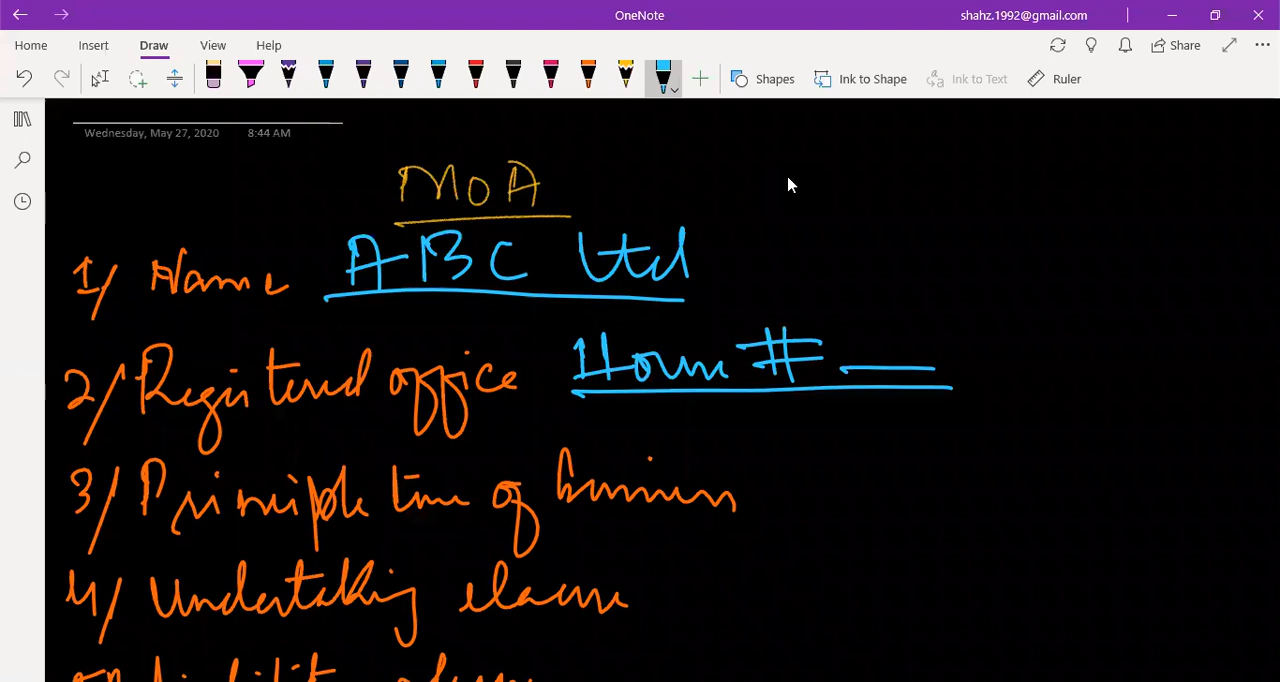 OneNote
shahz.1992@gmail.com
Home Insert Draw View Help
Share
Shapes Ink to Shape Ink to Text Ruler
Wednesday, May 27, 2020 8:44 AM
MoA
1/ Name ABC Ltd
2/ Registered office House #
3/ Principle line of business
4/ Undertaking clause
liability clause